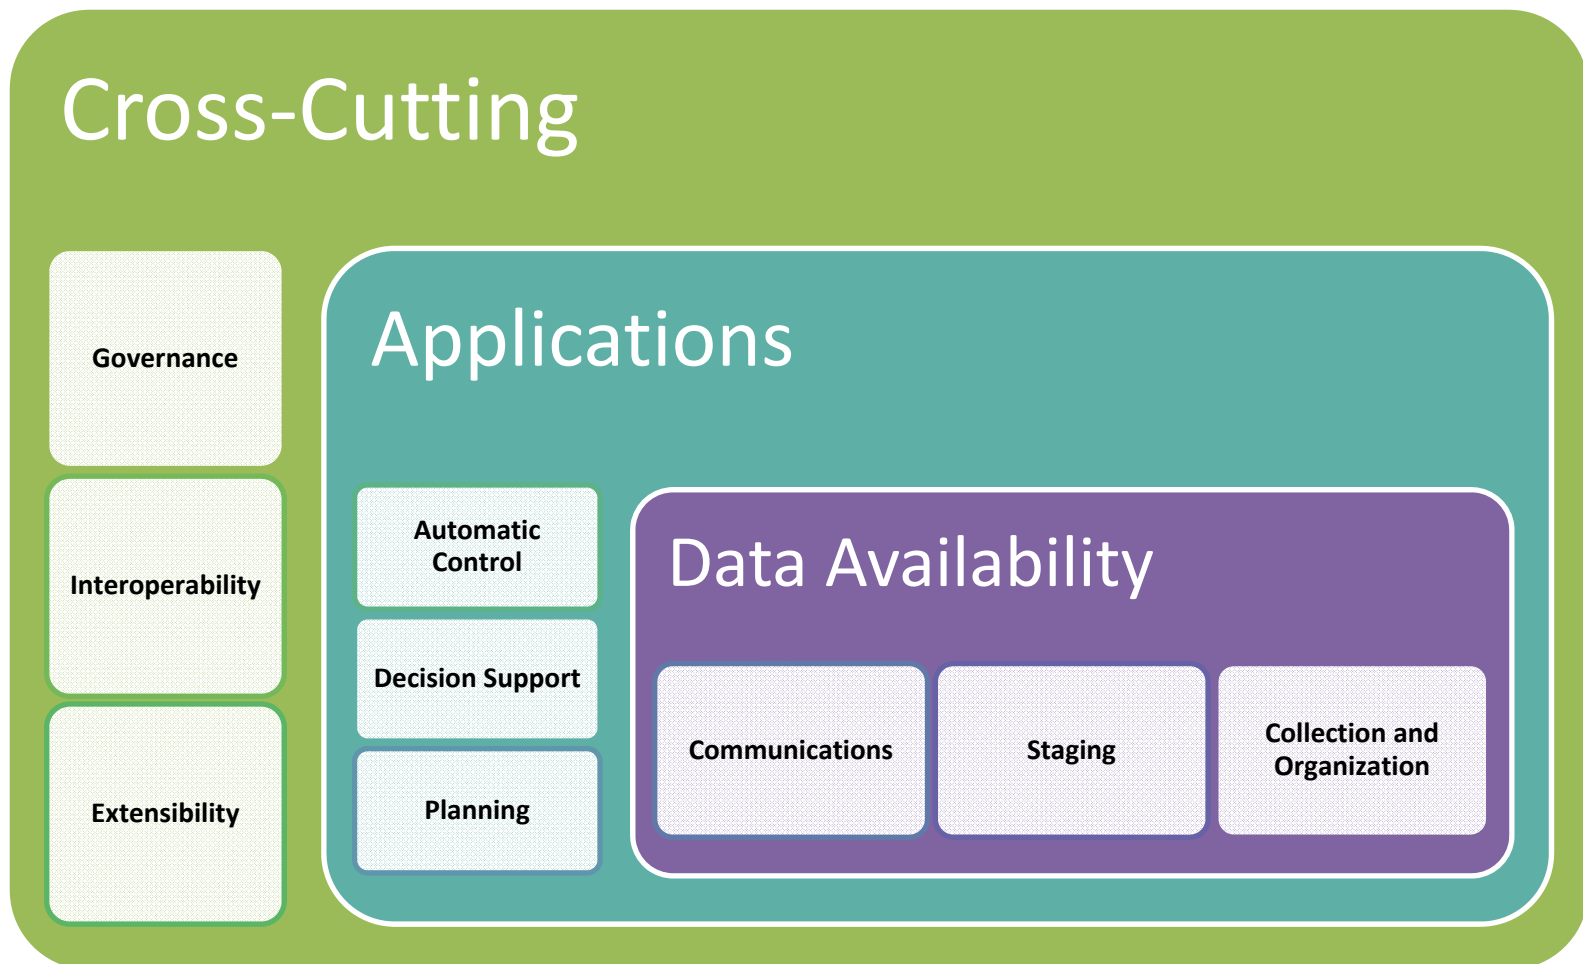 Cross-Cutting
Governance
Interoperability
Extensibility
Applications
Automatic
Control
Decision Support
Planning
Data Availability
Communications
Staging
Collection and
Organization